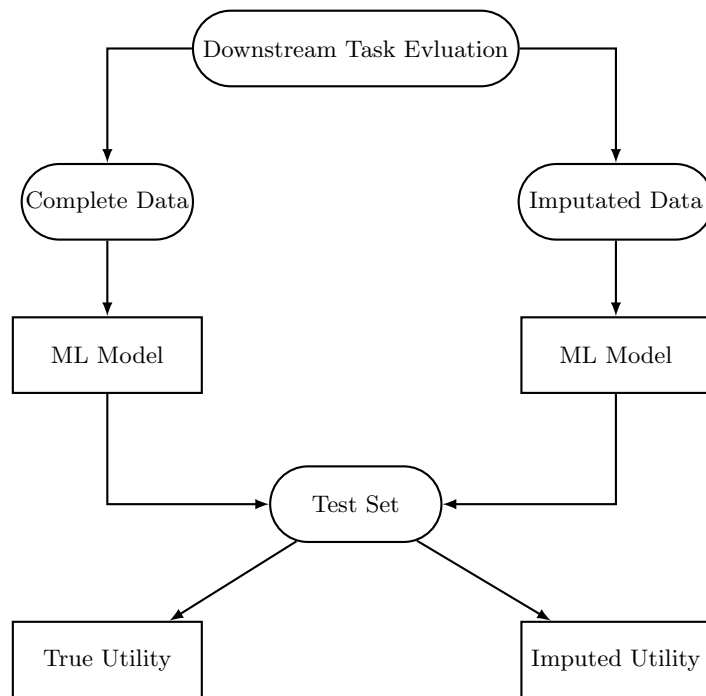 Downstream Task Evluation
Complete Data
Imputated Data
ML Model
ML Model
Test Set
True Utility
Imputed Utility